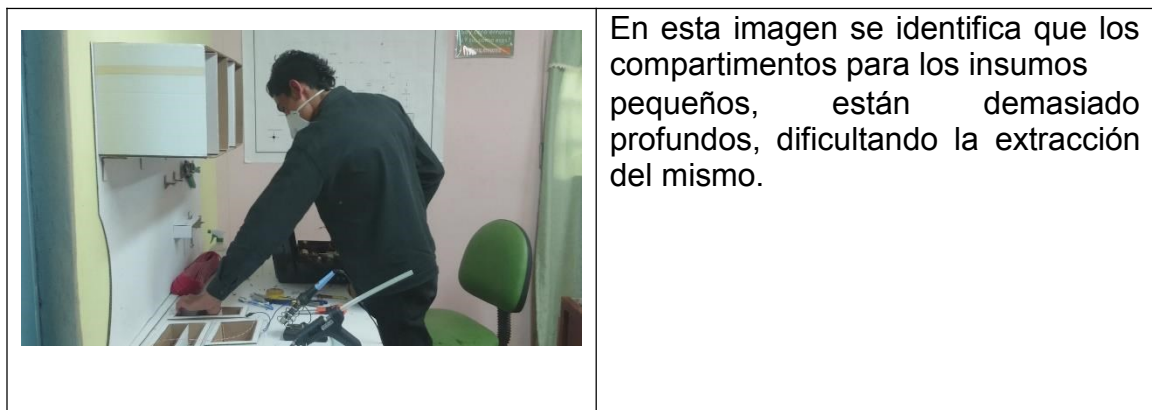 En esta imagen se identifica que los
compartimentos para los insumos
pequeños, están demasiado
profundos, dificultando la extracción
del mismo.